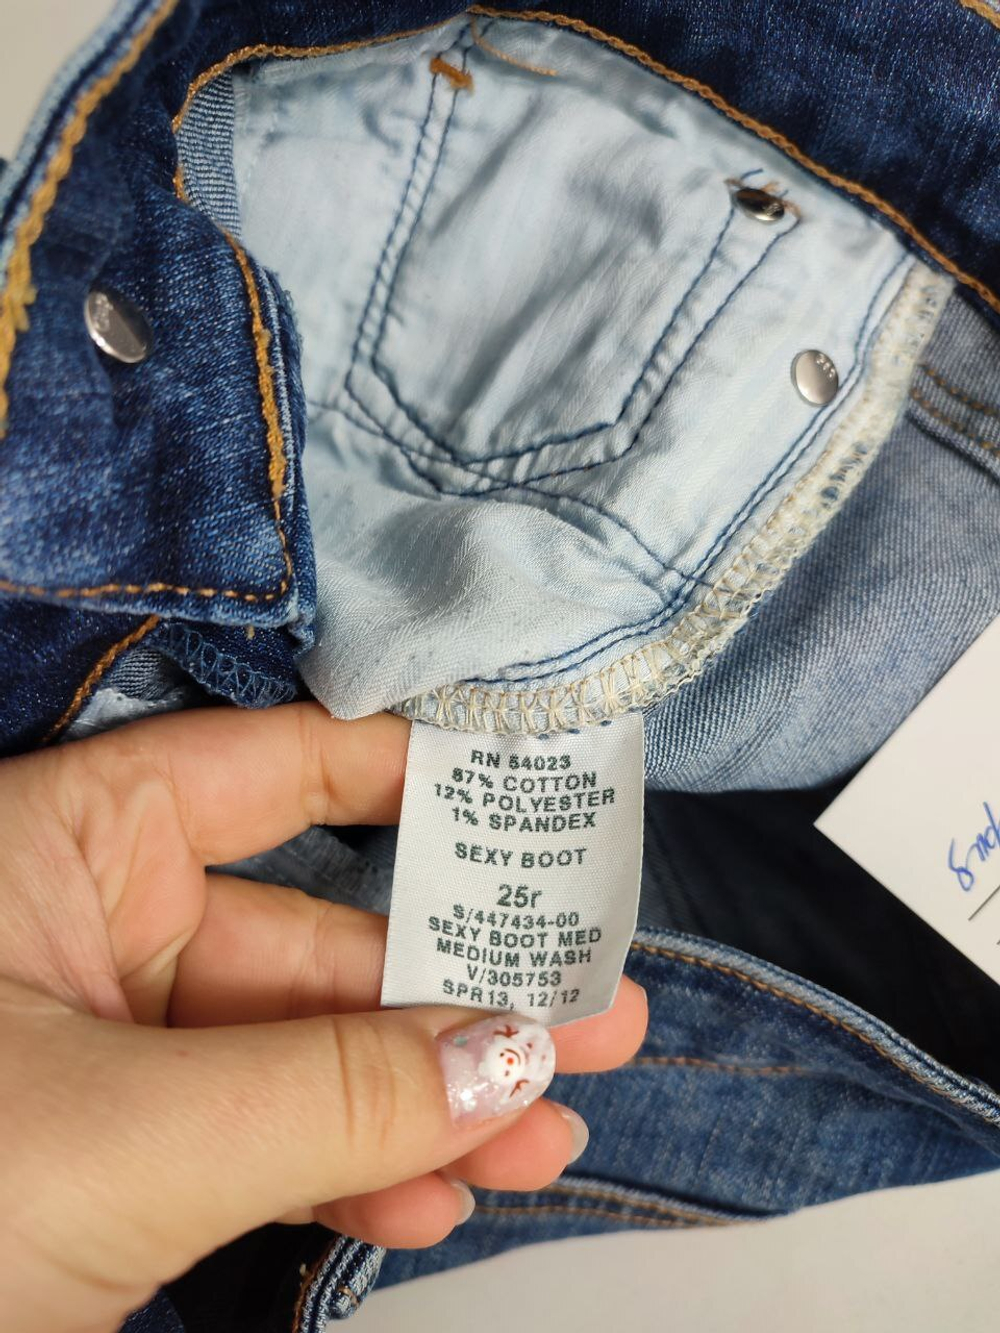 RN 54023
87% COTTON
12% POLYESTER
1% SPANDEX
SEXY BOOT
25r
S/447434-00
SEXY BOOT MED
MEDIUM WASH
V/305753
SPR13, 12/12